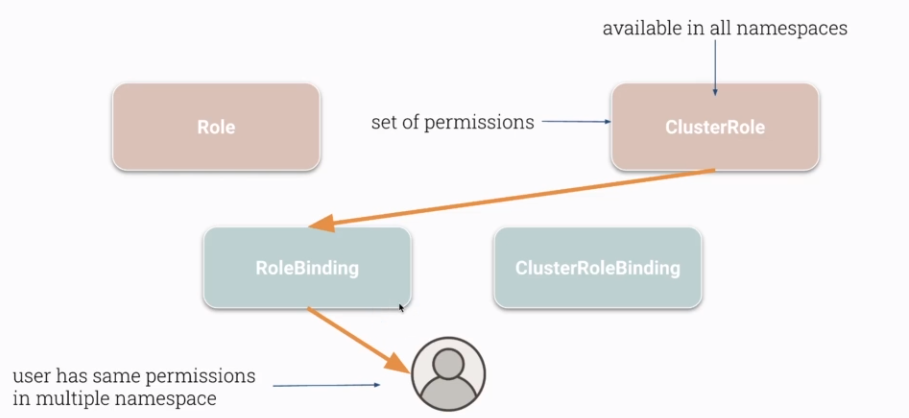 available in all namespaces
Role
set of permissions
ClusterRole
RoleBinding
ClusterRoleBinding
user has same permissions
in multiple namespace